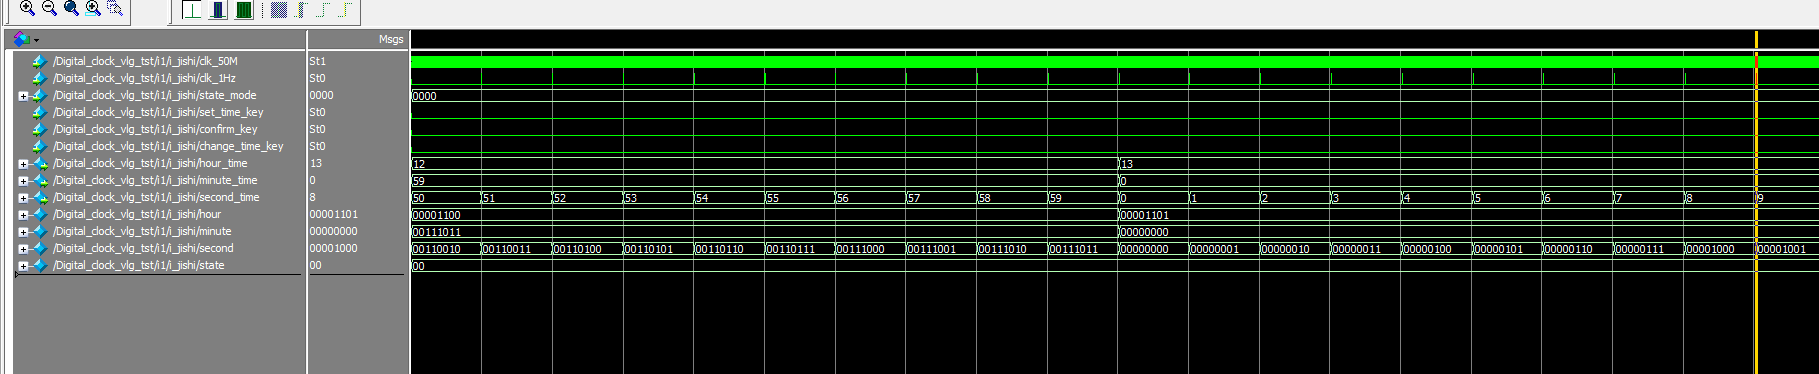 Msgs
/Digital_clock_vlg_tst/i1/i_jishi/clk_50M St1
/Digital_clock_vlg_tst/i1/i_jishi/clk_1Hz St0
/Digital_clock_vlg_tst/i1/i_jishi/state_mode 0000 0000
/Digital_clock_vlg_tst/i1/i_jishi/set_time_key St0
/Digital_clock_vlg_tst/i1/i_jishi/confirm_key St0
/Digital_clock_vlg_tst/i1/i_jishi/change_time_key St0
/Digital_clock_vlg_tst/i1/i_jishi/hour_time 13 12 13
/Digital_clock_vlg_tst/i1/i_jishi/minute_time 0 59 0
/Digital_clock_vlg_tst/i1/i_jishi/second_time 8 50 51 52 53 54 55 56 57 58 59 0 1 2 3 4 5 6 7 8 9
/Digital_clock_vlg_tst/i1/i_jishi/hour 00001101 00001100 00001101
/Digital_clock_vlg_tst/i1/i_jishi/minute 00000000 00111011 00000000
/Digital_clock_vlg_tst/i1/i_jishi/second 00001000 00110010 00110011 00110100 00110101 00110110 00110111 00111000 00111001 00111010 00111011 00000000 00000001 00000010 00000011 00000100 00000101 00000110 00000111 00001000 00001001
/Digital_clock_vlg_tst/i1/i_jishi/state 00 00